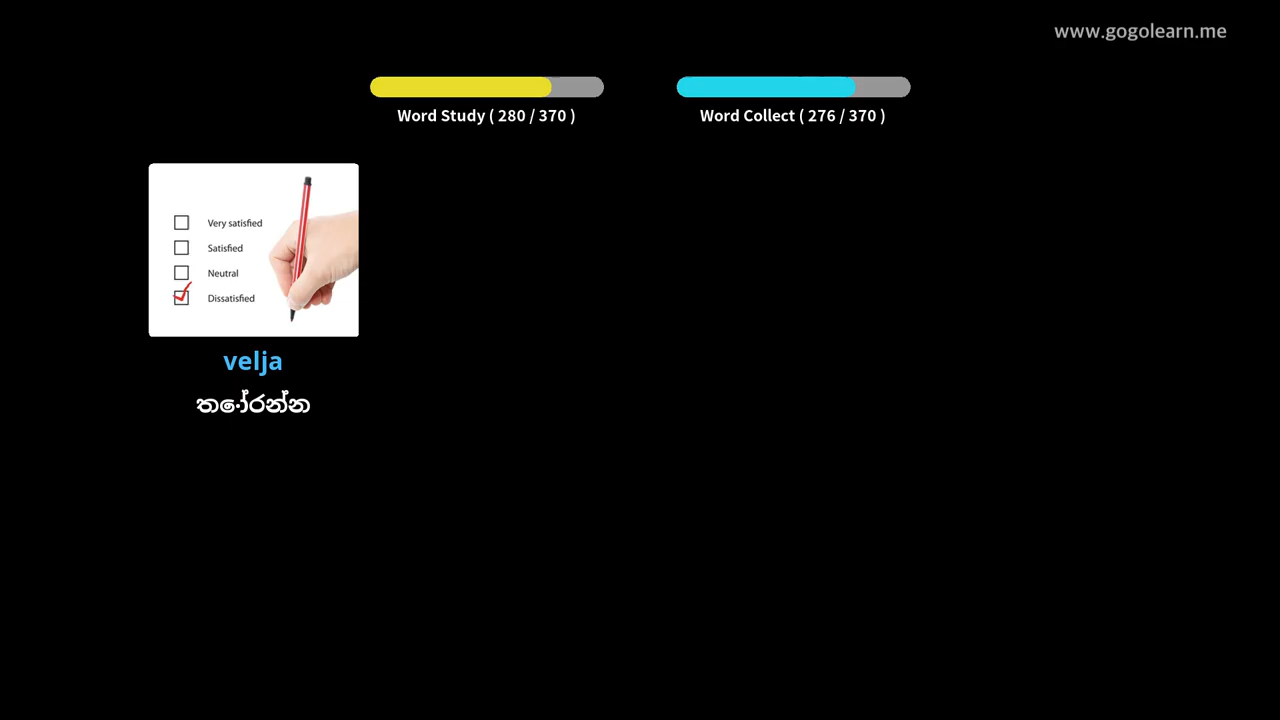 www.gogolearn.me
Word Study ( 280 / 370 )
Word Collect ( 276 / 370 )
Very satisfied
Satisfied
Neutral
Dissatisfied
velja
තෝරන්න